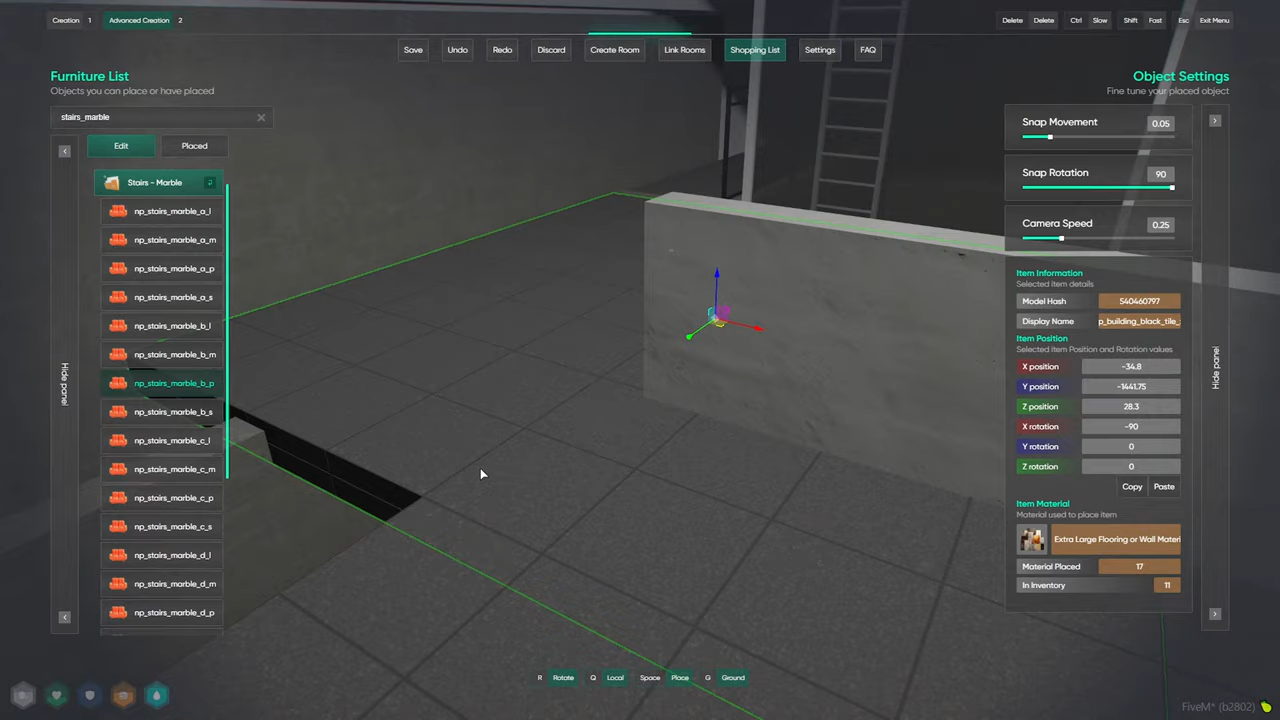 Creation 1 Advanced Creation 2
Delete Delete Ctrl Slow Shift Fast Esc Exit Menu
Save Undo Redo Discard Create Room Link Rooms Shopping List Settings FAQ
Furniture List
Objects you can place or have placed
stairs_marble
Edit Placed
Stairs - Marble
np_stairs_marble_a_l
np_stairs_marble_a_m
np_stairs_marble_a_p
np_stairs_marble_a_s
np_stairs_marble_b_l
np_stairs_marble_b_m
np_stairs_marble_b_p
np_stairs_marble_b_s
np_stairs_marble_c_l
np_stairs_marble_c_m
np_stairs_marble_c_p
np_stairs_marble_c_s
np_stairs_marble_d_l
np_stairs_marble_d_m
np_stairs_marble_d_p
Hide panel
Object Settings
Fine tune your placed object
Snap Movement 0.05
Snap Rotation 90
Camera Speed 0.25
Item Information
Selected item details
Model Hash 540460797
Display Name p_building_black_tile_
Item Position
Selected item Position and Rotation values
X position -34.8
Y position -1441.75
Z position 28.3
X rotation -90
Y rotation 0
Z rotation 0
Copy Paste
Item Material
Material used to place item
Extra Large Flooring or Wall Materi
Material Placed 17
In Inventory 11
Hide panel
R Rotate Q Local Space Place G Ground
FiveM* (b2802)